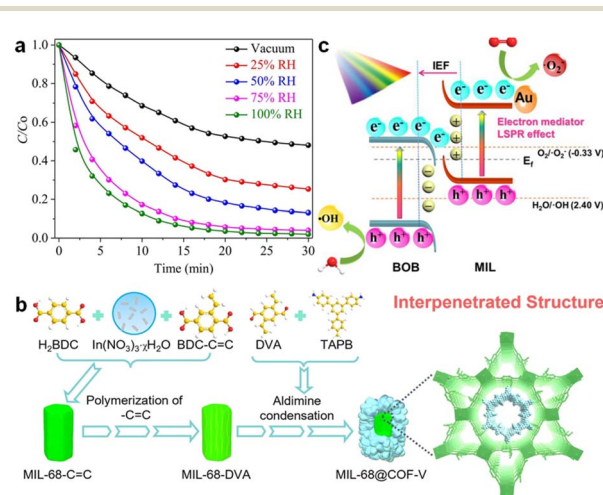 a
C/Co
1.0
0.8
0.6
0.4
0.2
0.0
0
5
10
15
20
25
30
Time (min)
Vacuum
25% RH
50% RH
75% RH
100% RH
c
IEF
·O₂⁻
e⁻ e⁻ e⁻
Au
e⁻ e⁻ e⁻ e⁻
Electron mediator
LSPR effect
O₂/·O₂⁻ (-0.33 V)
E_f
·OH
h⁺ h⁺ h⁺
H₂O/·OH (2.40 V)
h⁺ h⁺ h⁺
BOB
MIL
b
H₂BDC
In(NO₃)₃·χH₂O
BDC-C=C
DVA
TAPB
Interpenetrated Structure
Polymerization of
-C=C
Aldimine
condensation
MIL-68-C=C
MIL-68-DVA
MIL-68@COF-V